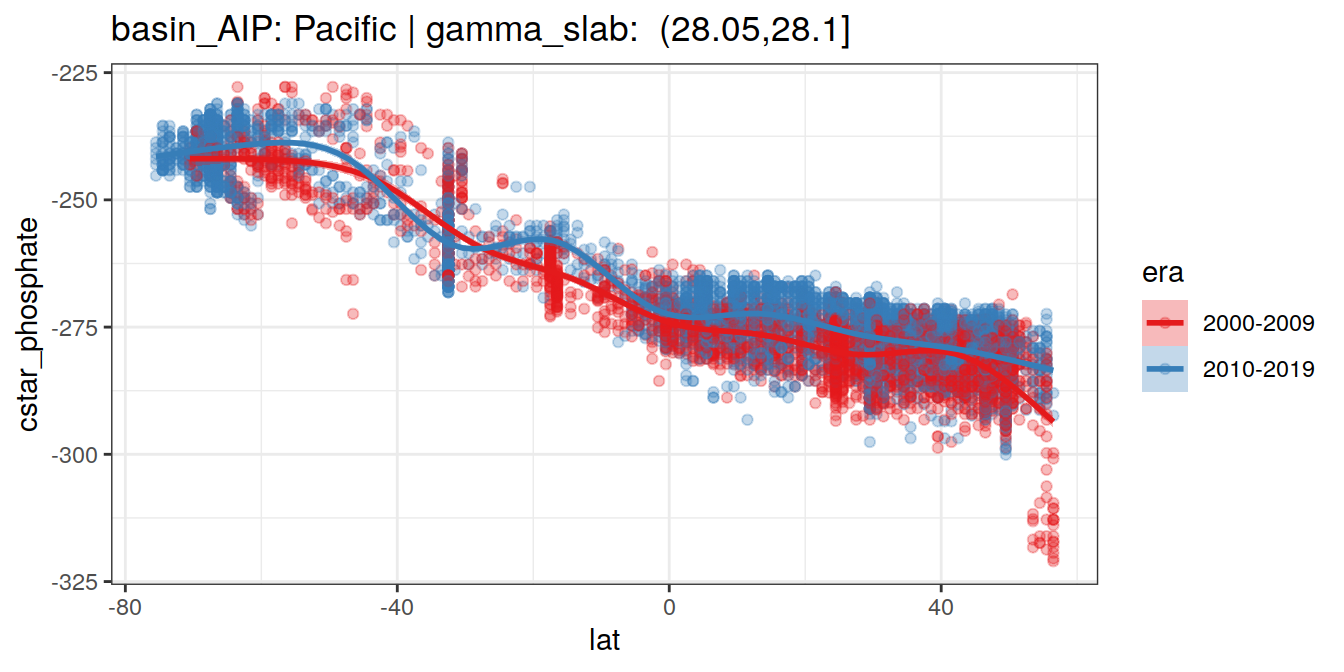 basin_AIP: Pacific | gamma_slab:  (28.05,28.1]
-225
-250
-275
-300
-325
cstar_phosphate
-80
-40
0
40
lat
era
2000-2009
2010-2019